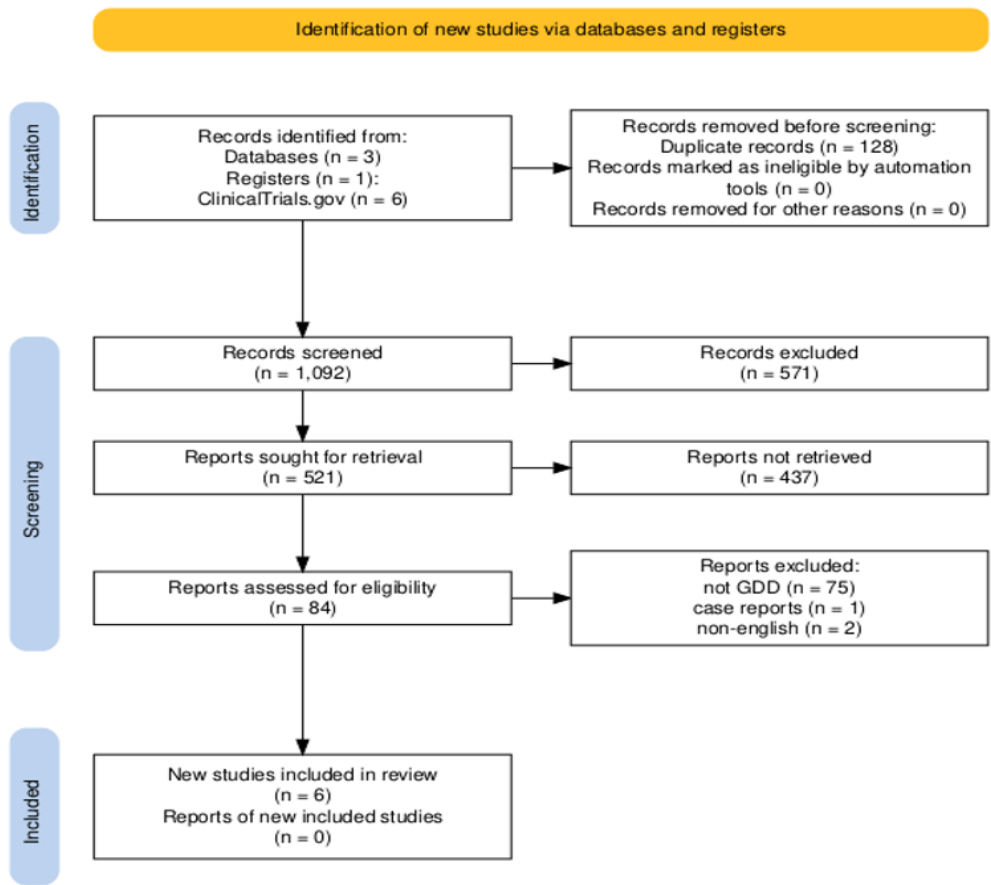 Identification of new studies via databases and registers
Identification
Records identified from:
Databases (n = 3)
Registers (n = 1):
ClinicalTrials.gov (n = 6)
Records removed before screening:
Duplicate records (n = 128)
Records marked as ineligible by automation
tools (n = 0)
Records removed for other reasons (n = 0)
Screening
Records screened
(n = 1,092)
Records excluded
(n = 571)
Reports sought for retrieval
(n = 521)
Reports not retrieved
(n = 437)
Reports assessed for eligibility
(n = 84)
Reports excluded:
not GDD (n = 75)
case reports (n = 1)
non-english (n = 2)
Included
New studies included in review
(n = 6)
Reports of new included studies
(n = 0)